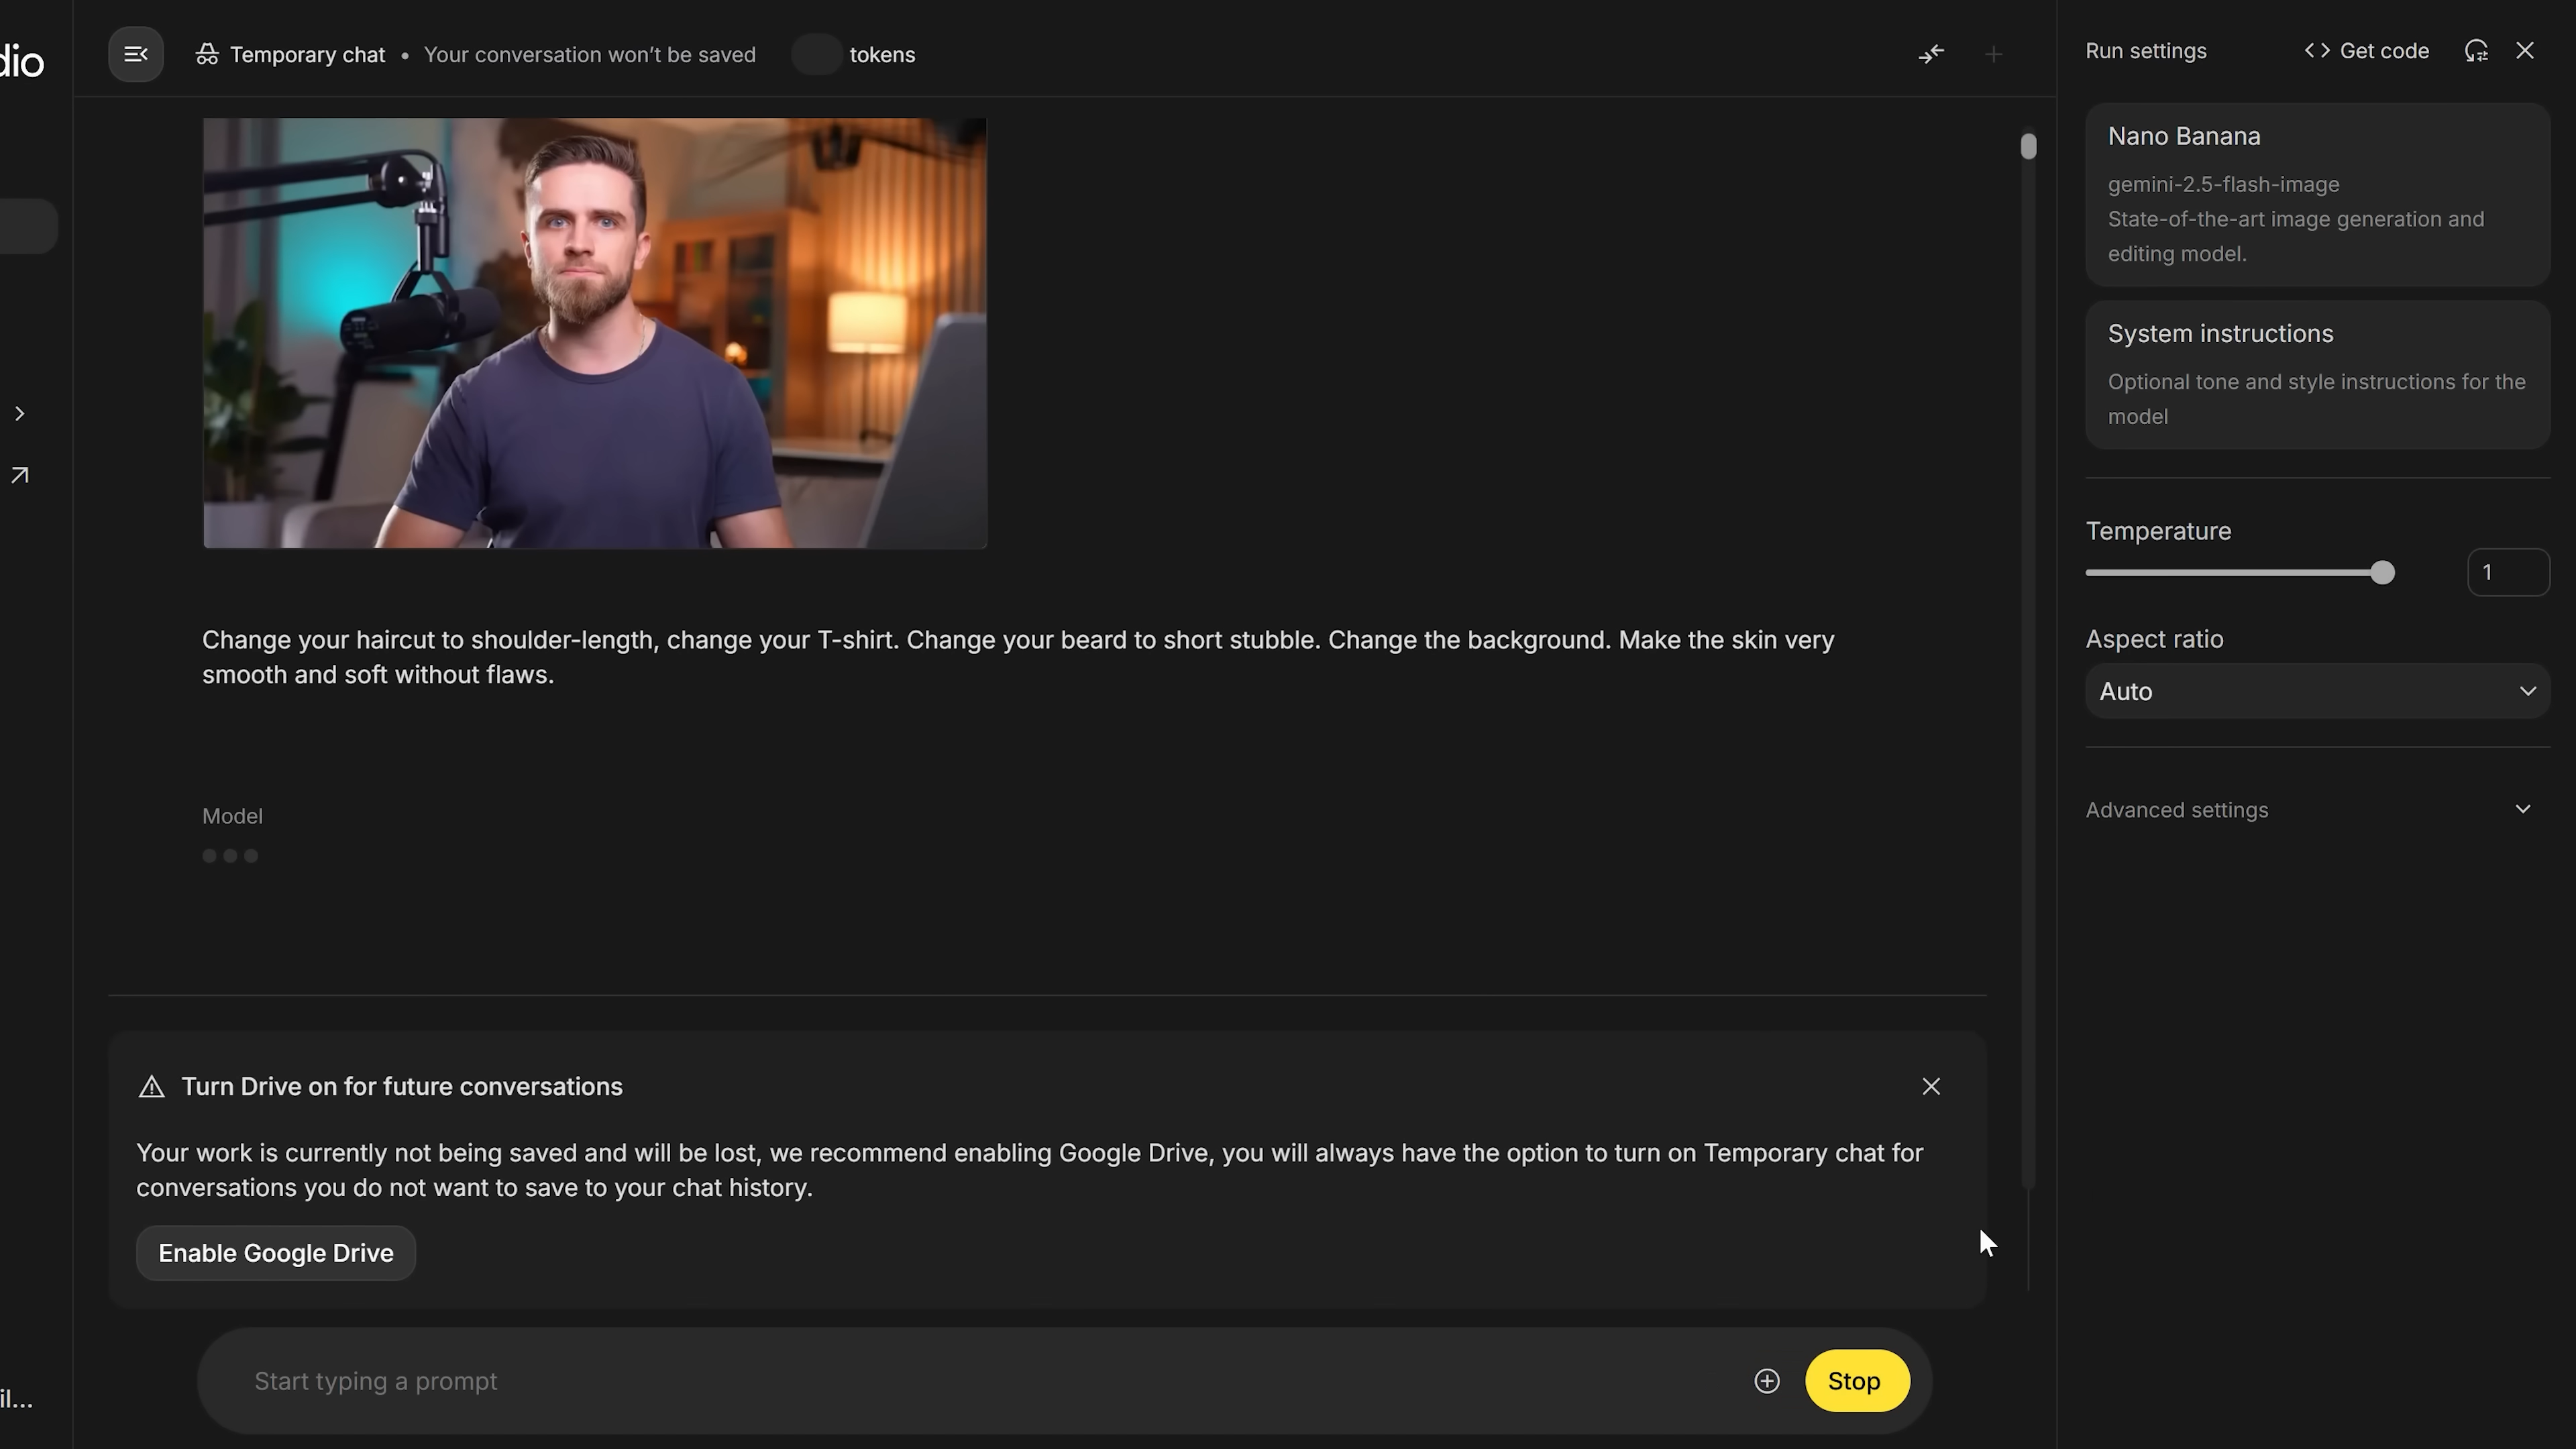 dio
Temporary chat • Your conversation won't be saved tokens
Change your haircut to shoulder-length, change your T-shirt. Change your beard to short stubble. Change the background. Make the skin very
smooth and soft without flaws.
Model
Turn Drive on for future conversations
Your work is currently not being saved and will be lost, we recommend enabling Google Drive, you will always have the option to turn on Temporary chat for
conversations you do not want to save to your chat history.
Enable Google Drive
il...
Start typing a prompt
Stop
Run settings
Get code
Nano Banana
gemini-2.5-flash-image
State-of-the-art image generation and
editing model.
System instructions
Optional tone and style instructions for the
model
Temperature
1
Aspect ratio
Auto
Advanced settings